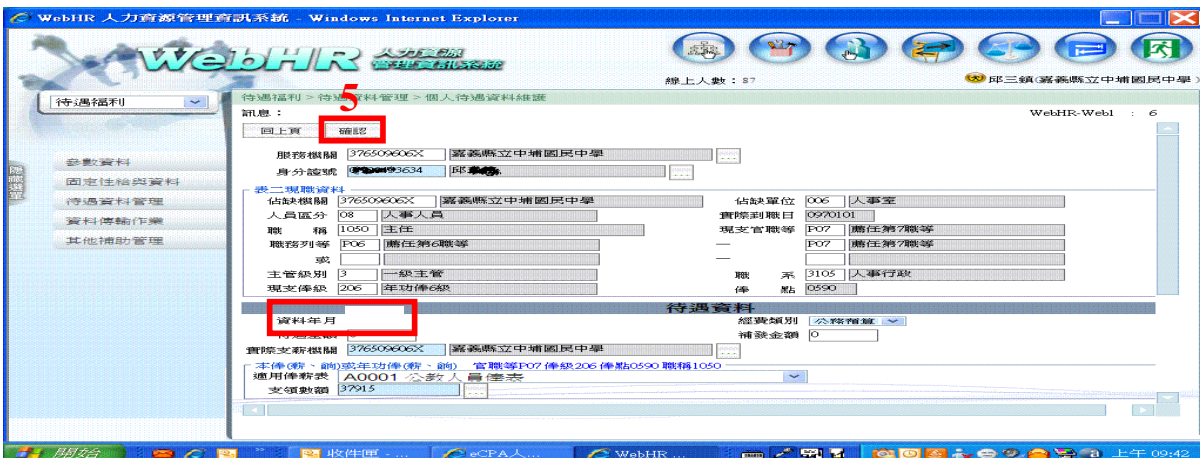 WebHR 人力資源管理資訊系統 - Windows Internet Explorer
WebHR 人力資源管理資訊系統
線上人數：87
邱三鎮(嘉義縣立中埔國民中學)
待遇福利
待遇福利 > 待遇資料管理 > 個人待遇資料維護
5
訊息：
WebHR-Web1 : 6
回上頁 確認
參數資料
固定性給與資料
待遇資料管理
資料傳輸作業
其他補助管理
隱藏選單
服務機關 376509606X 嘉義縣立中埔國民中學 ...
身分證號 3634 邱 ...
表二現職資料
佔缺機關 376509606X 嘉義縣立中埔國民中學 佔缺單位 006 人事室
人員區分 08 人事人員 實際到職日 0970101
職 稱 1050 主任 現支官職等 P07 薦任第7職等
職務列等 P06 薦任第6職等 — P07 薦任第7職等
或 —
主管級別 3 一級主管 職 系 3105 人事行政
現支俸級 206 年功俸6級 俸 點 0590
待遇資料
資料年月 經費類別 公務預算
待遇金額 補發金額 0
實際支薪機關 376509606X 嘉義縣立中埔國民中學 ...
本俸(薪、餉)或年功俸(薪、餉) 官職等P07 俸級206 俸點0590 職稱1050
適用俸薪表 A0001 公教人員俸表
支領數額 37915 ...
開始 收件匣 - ... eCPA人... WebHR ... 上午 09:42